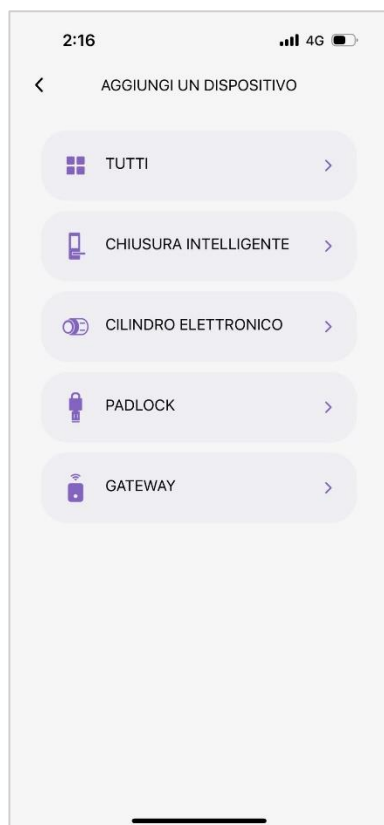 2:16 4G
AGGIUNGI UN DISPOSITIVO
TUTTI
CHIUSURA INTELLIGENTE
CILINDRO ELETTRONICO
PADLOCK
GATEWAY